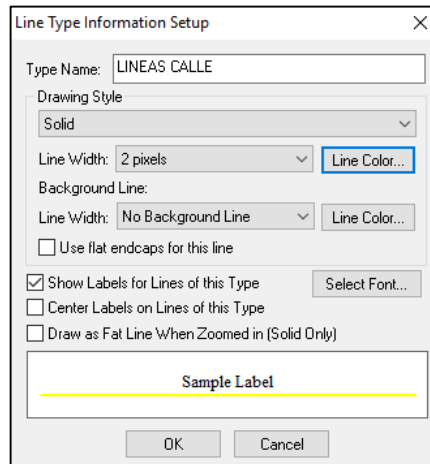 Line Type Information Setup
Type Name: LINEAS CALLE
Drawing Style
Solid
Line Width: 2 pixels Line Color...
Background Line:
Line Width: No Background Line Line Color...
Use flat endcaps for this line
Show Labels for Lines of this Type Select Font...
Center Labels on Lines of this Type
Draw as Fat Line When Zoomed in (Solid Only)
Sample Label
OK Cancel